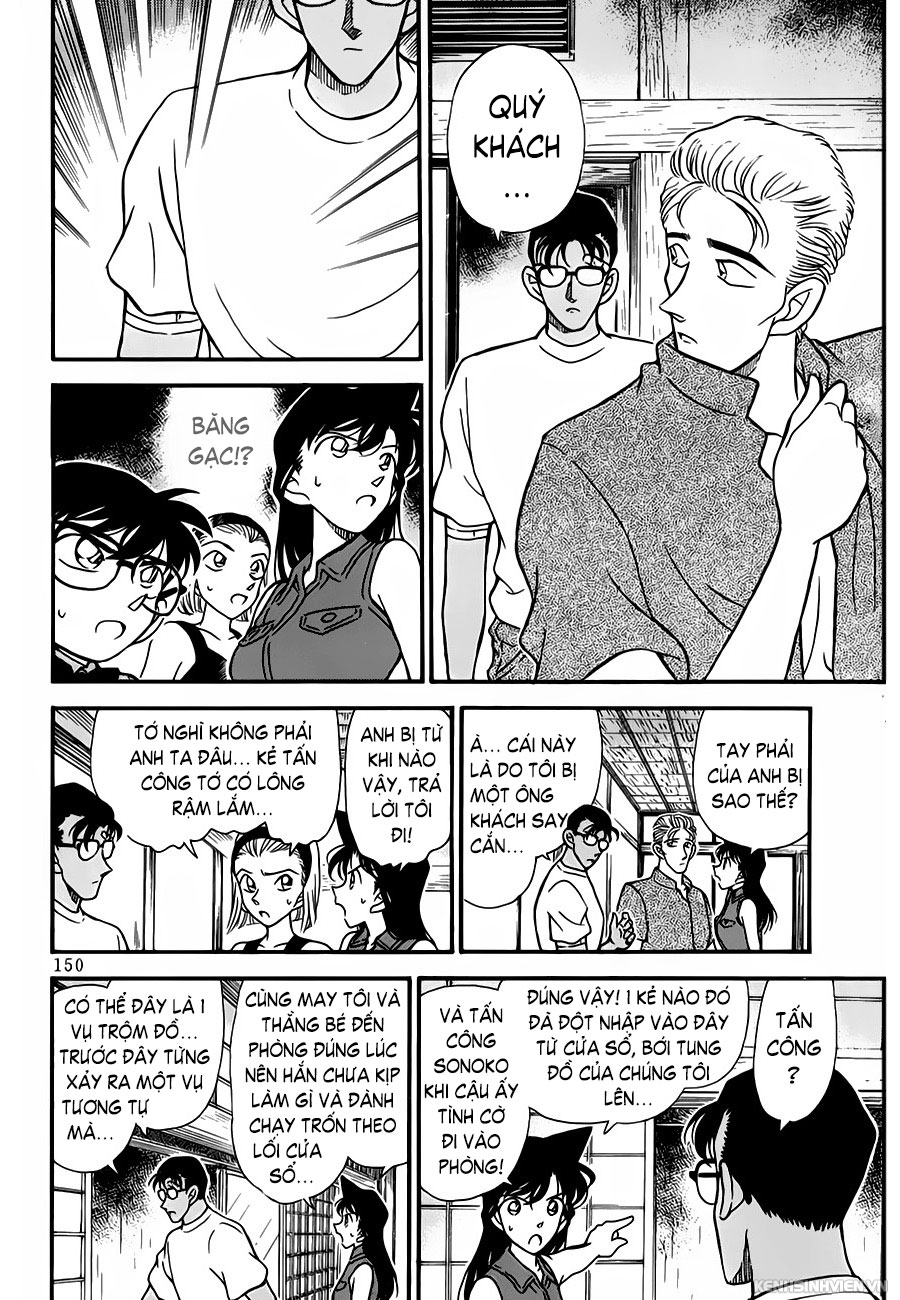 QUÝ
KHÁCH
...
BĂNG
GẠC!?
TAY PHẢI
CỦA ANH BỊ
SAO THẾ?
À... CÁI NÀY
LÀ DO TÔI BỊ
MỘT ÔNG
KHÁCH SAY
CẮN...
ANH BỊ TỪ
KHI NÀO
VẬY, TRẢ
LỜI TÔI
ĐI!
TỚ NGHĨ KHÔNG PHẢI
ANH TA ĐÂU... KẺ TẤN
CÔNG TỚ CÓ LÔNG
RẬM LẮM...
150
TẤN
CÔNG
?
ĐÚNG VẬY! 1 KẺ NÀO ĐÓ
ĐÃ ĐỘT NHẬP VÀO ĐÂY
TỪ CỬA SỔ, BỚI TUNG
ĐỒ CỦA CHÚNG TÔI
LÊN...
VÀ TẤN
CÔNG
SONOKO
KHI CẬU ẤY
TÌNH CỜ
ĐI VÀO
PHÒNG!
CŨNG MAY TÔI VÀ
THẰNG BÉ ĐẾN
PHÒNG ĐÚNG LÚC
NÊN HẮN CHƯA KỊP
LÀM GÌ VÀ ĐÀNH
CHẠY TRỐN THEO
LỐI CỬA
SỔ...
CÓ THỂ ĐÂY LÀ 1
VỤ TRỘM ĐỒ...
TRƯỚC ĐÂY TỪNG
XẢY RA MỘT VỤ
TƯƠNG TỰ
MÀ...
KENHSINHVIEN.VN